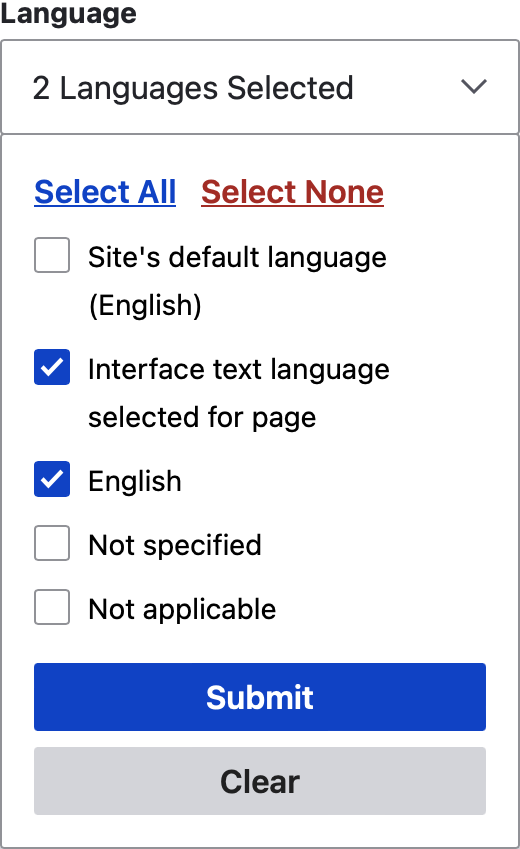 Language
2 Languages Selected
Select All Select None
Site's default language
(English)
Interface text language
selected for page
English
Not specified
Not applicable
Submit
Clear